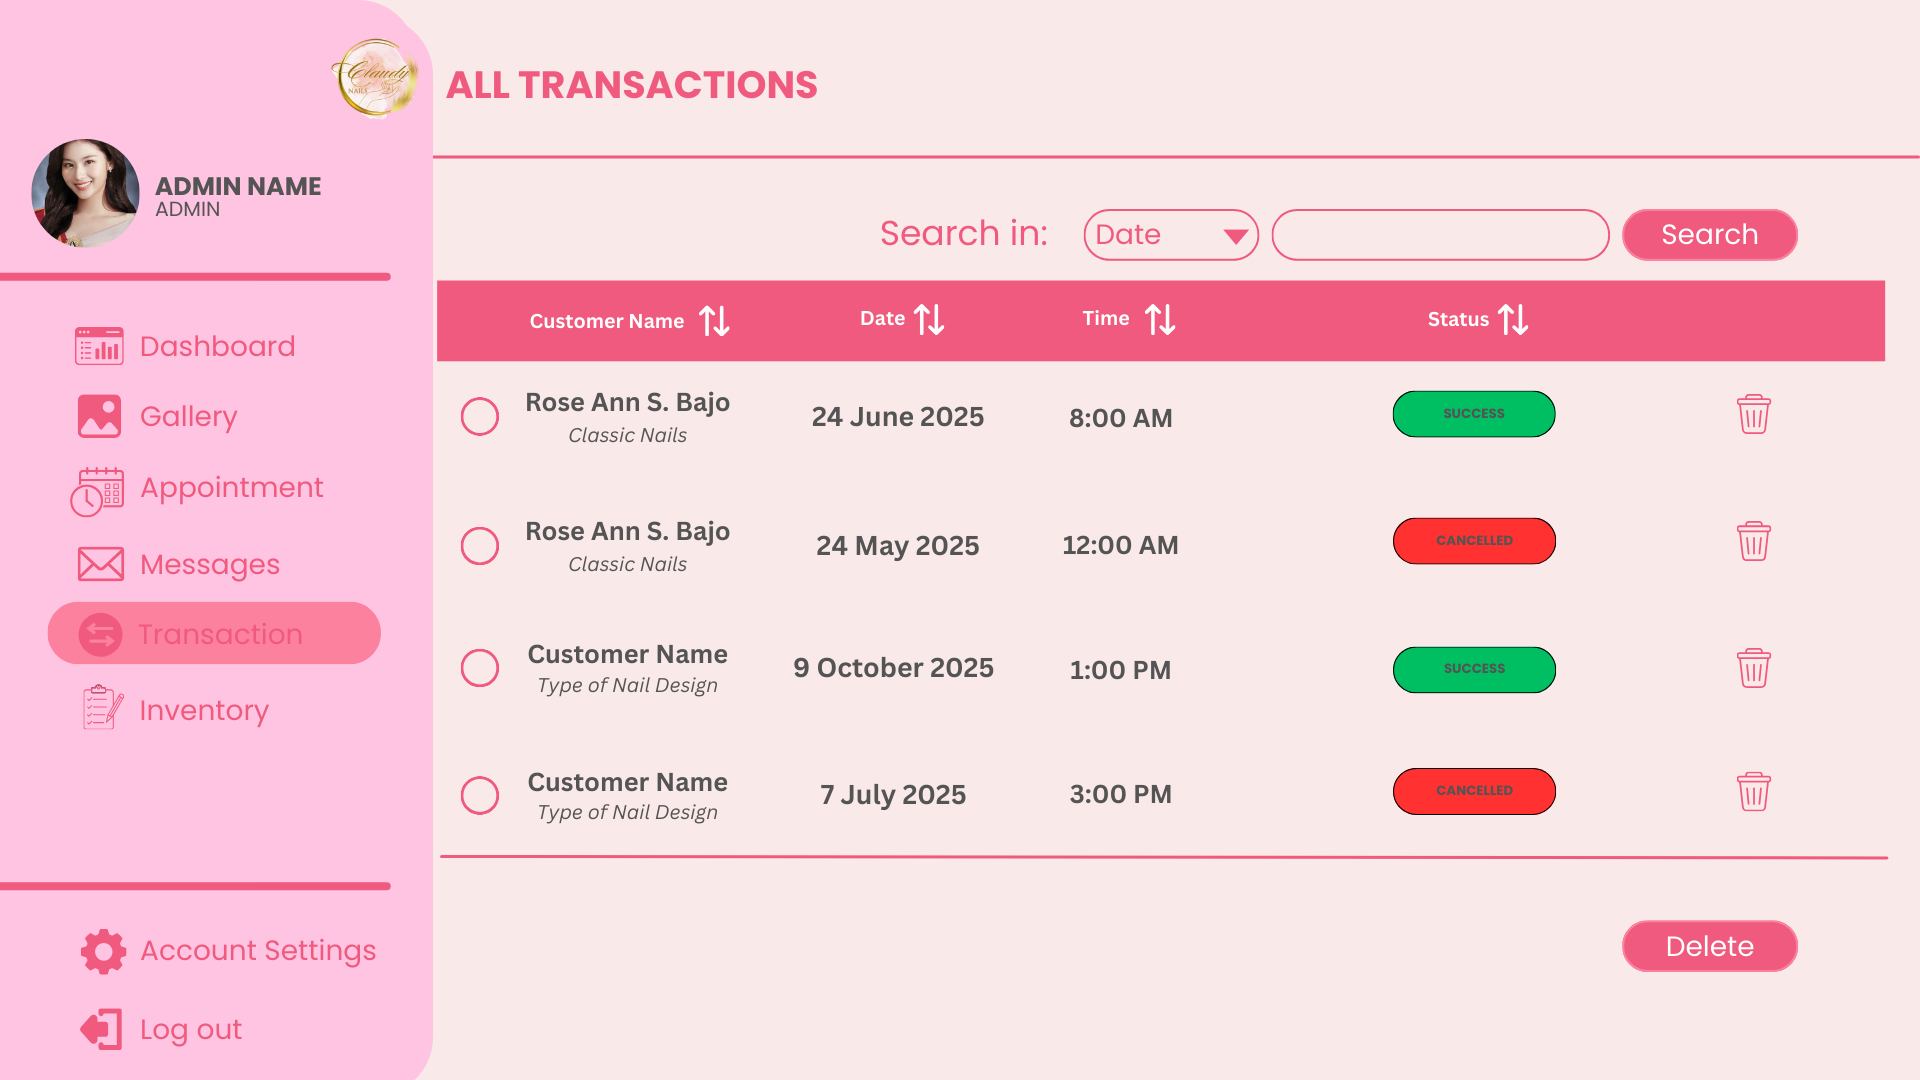 Claudy
NAILS
ALL TRANSACTIONS
ADMIN NAME
ADMIN
Dashboard
Gallery
Appointment
Messages
Transaction
Inventory
Account Settings
Log out
Search in:
Date
Search
Customer Name
Date
Time
Status
Rose Ann S. Bajo
Classic Nails
24 June 2025
8:00 AM
SUCCESS
Rose Ann S. Bajo
Classic Nails
24 May 2025
12:00 AM
CANCELLED
Customer Name
Type of Nail Design
9 October 2025
1:00 PM
SUCCESS
Customer Name
Type of Nail Design
7 July 2025
3:00 PM
CANCELLED
Delete